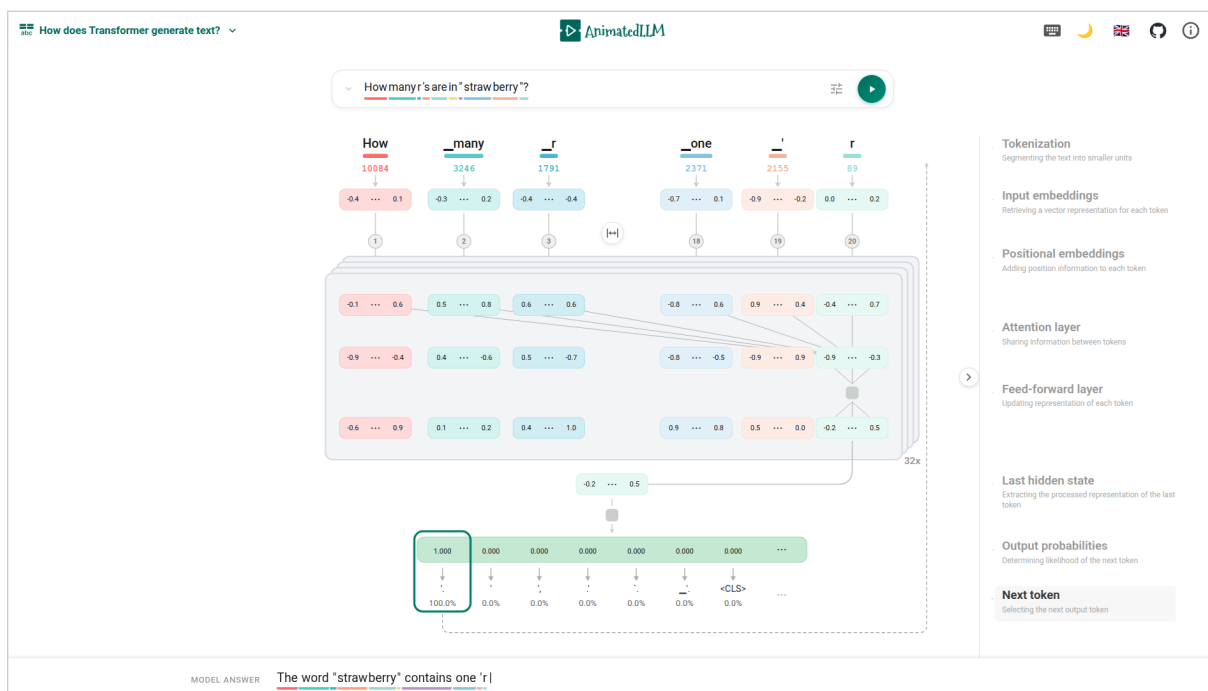 How does Transformer generate text?
AnimatedLLM
How many r's are in "strawberry"?
How _many _r _one _' r
10084 3246 1791 2371 2155 89
-0.4 ... 0.1 -0.3 ... 0.2 -0.4 ... -0.4 -0.7 ... 0.1 -0.9 ... -0.2 0.0 ... 0.2
1 2 3 18 19 20
-0.1 ... 0.6 0.5 ... 0.8 0.6 ... 0.6 -0.8 ... 0.6 0.9 ... 0.4 -0.4 ... 0.7
-0.9 ... -0.4 0.4 ... -0.6 0.5 ... -0.7 -0.8 ... -0.5 -0.9 ... 0.9 -0.9 ... -0.3
-0.6 ... 0.9 0.1 ... 0.2 0.4 ... 1.0 0.9 ... 0.8 0.5 ... 0.0 -0.2 ... 0.5
32x
-0.2 ... 0.5
1.000 0.000 0.000 0.000 0.000 0.000 0.000 ...
'. ' ', .' `. _'. <CLS> ...
100.0% 0.0% 0.0% 0.0% 0.0% 0.0% 0.0%
Tokenization
Segmenting the text into smaller units
Input embeddings
Retrieving a vector representation for each token
Positional embeddings
Adding position information to each token
Attention layer
Sharing information between tokens
Feed-forward layer
Updating representation of each token
Last hidden state
Extracting the processed representation of the last
token
Output probabilities
Determining likelihood of the next token
Next token
Selecting the next output token
MODEL ANSWER The word "strawberry" contains one 'r|